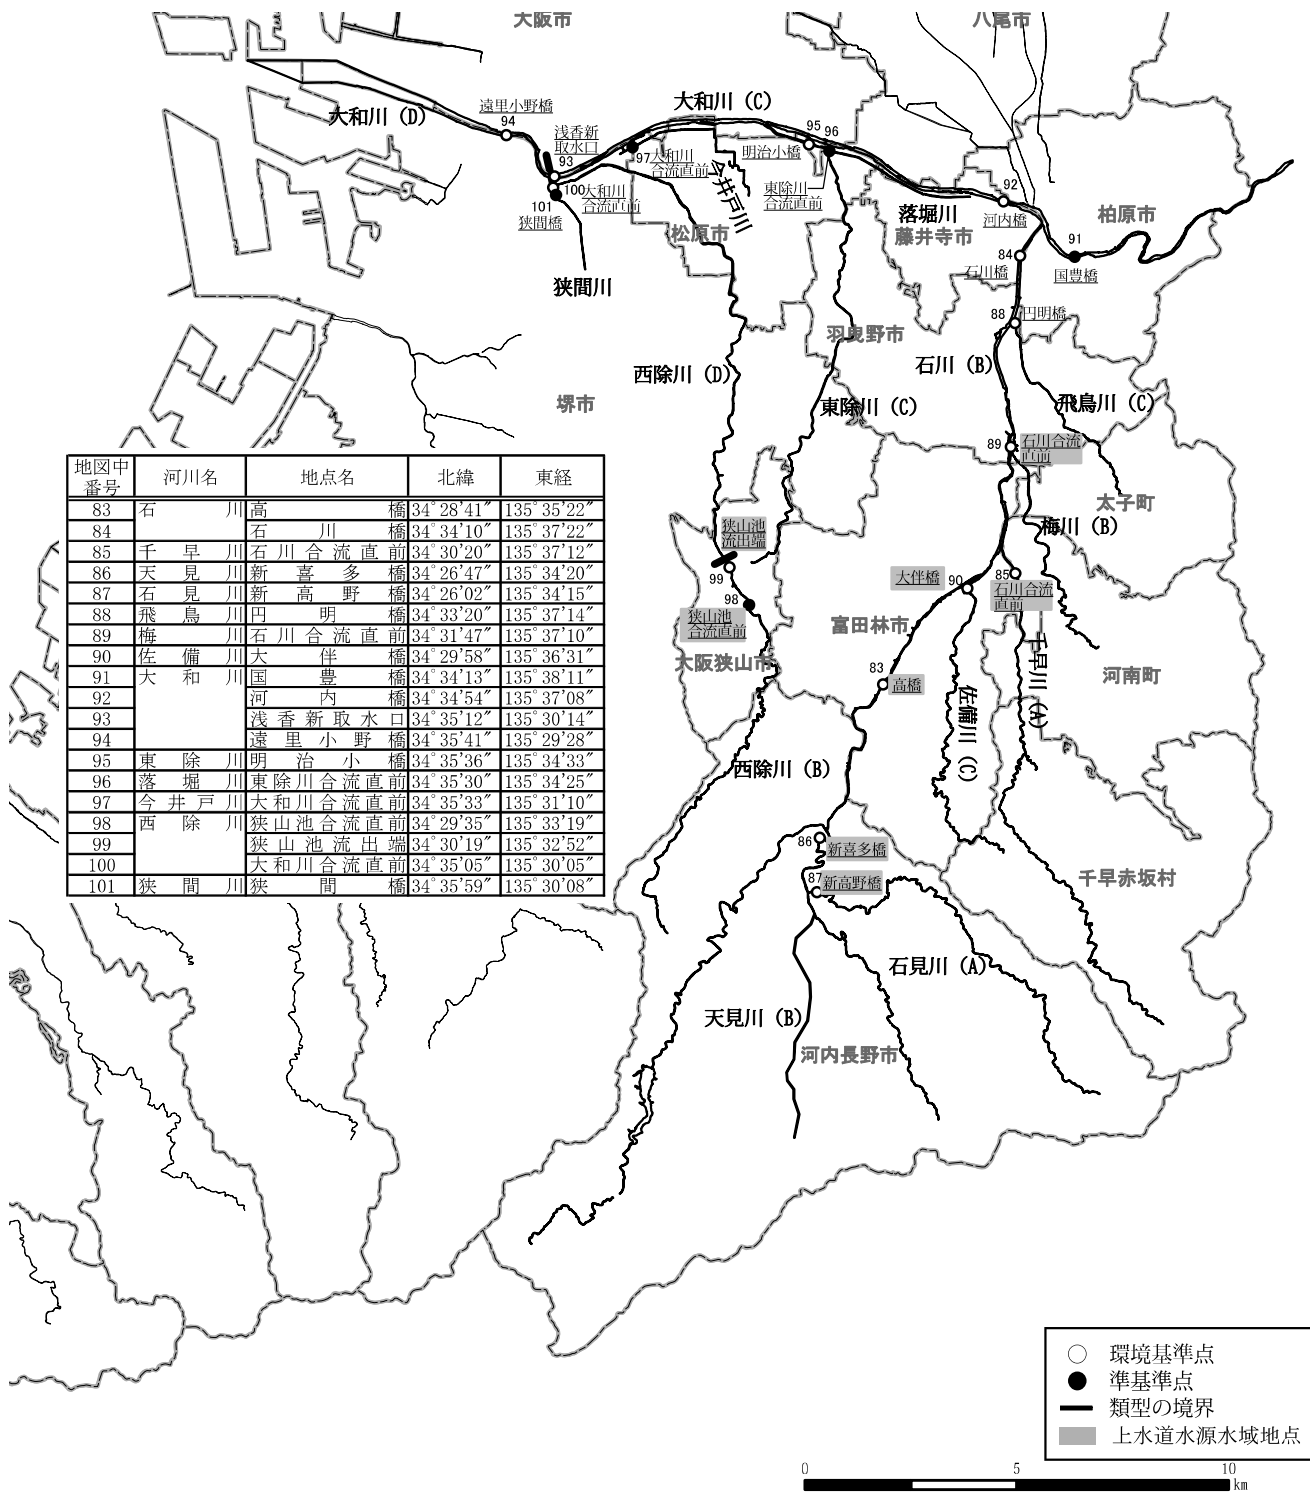 大阪市
八尾市
大和川（D）
遠里小野橋
94
大和川（C）
浅香新
取水口
93
97
大和川
合流直前
明治小橋
95
96
今井戸川
東除川
合流直前
100
大和川
合流直前
101
狭間橋
松原市
狭間川
落堀川
藤井寺市
92
河内橋
柏原市
91
国豊橋
84
石川橋
88
円明橋
羽曳野市
西除川（D）
石川（B）
東除川（C）
飛鳥川（C）
堺市
89
石川合流
直前
太子町
梅川（B）
地図中
番号
河川名
地点名
北緯
東経
83 石川 高橋 34°28′41″ 135°35′22″
84 石川橋 34°34′10″ 135°37′22″
85 千早川 石川合流直前 34°30′20″ 135°37′12″
86 天見川 新喜多橋 34°26′47″ 135°34′20″
87 石見川 新高野橋 34°26′02″ 135°34′15″
88 飛鳥川 円明橋 34°33′20″ 135°37′14″
89 梅川 石川合流直前 34°31′47″ 135°37′10″
90 佐備川 大伴橋 34°29′58″ 135°36′31″
91 大和川 国豊橋 34°34′13″ 135°38′11″
92 河内橋 34°34′54″ 135°37′08″
93 浅香新取水口 34°35′12″ 135°30′14″
94 遠里小野橋 34°35′41″ 135°29′28″
95 東除川 明治小橋 34°35′36″ 135°34′33″
96 落堀川 東除川合流直前 34°35′30″ 135°34′25″
97 今井戸川 大和川合流直前 34°35′33″ 135°31′10″
98 西除川 狭山池合流直前 34°29′35″ 135°33′19″
99 狭山池流出端 34°30′19″ 135°32′52″
100 大和川合流直前 34°35′05″ 135°30′05″
101 狭間川 狭間橋 34°35′59″ 135°30′08″
狭山池
流出端
99
98
狭山池
合流直前
大阪狭山市
大伴橋
90
85
石川合流
直前
富田林市
千早川（A）
83
高橋
佐備川（C）
河南町
西除川（B）
86
新喜多橋
87
新高野橋
千早赤坂村
石見川（A）
天見川（B）
河内長野市
環境基準点
準基準点
類型の境界
上水道水源水域地点
0
5
10
km